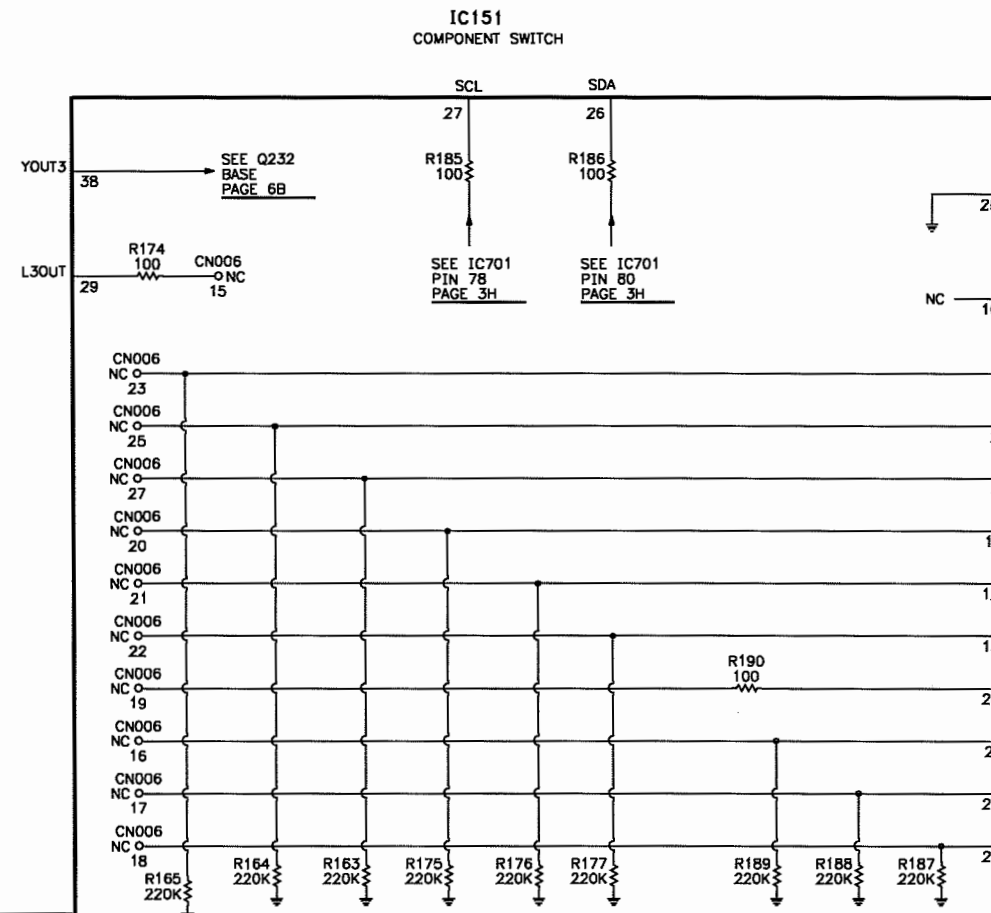 IC151
COMPONENT SWITCH
SCL
SDA
27
26
YOUT3
38
SEE Q232
BASE
PAGE 6B
R185
100
R186
100
L3OUT
29
R174
100
CN006
NC
15
SEE IC701
PIN 78
PAGE 3H
SEE IC701
PIN 80
PAGE 3H
NC
CN006
NC
23
CN006
NC
25
CN006
NC
27
CN006
NC
20
CN006
NC
21
CN006
NC
22
CN006
NC
19
R190
100
CN006
NC
16
CN006
NC
17
CN006
NC
18
R165
220K
R164
220K
R163
220K
R175
220K
R176
220K
R177
220K
R189
220K
R188
220K
R187
220K